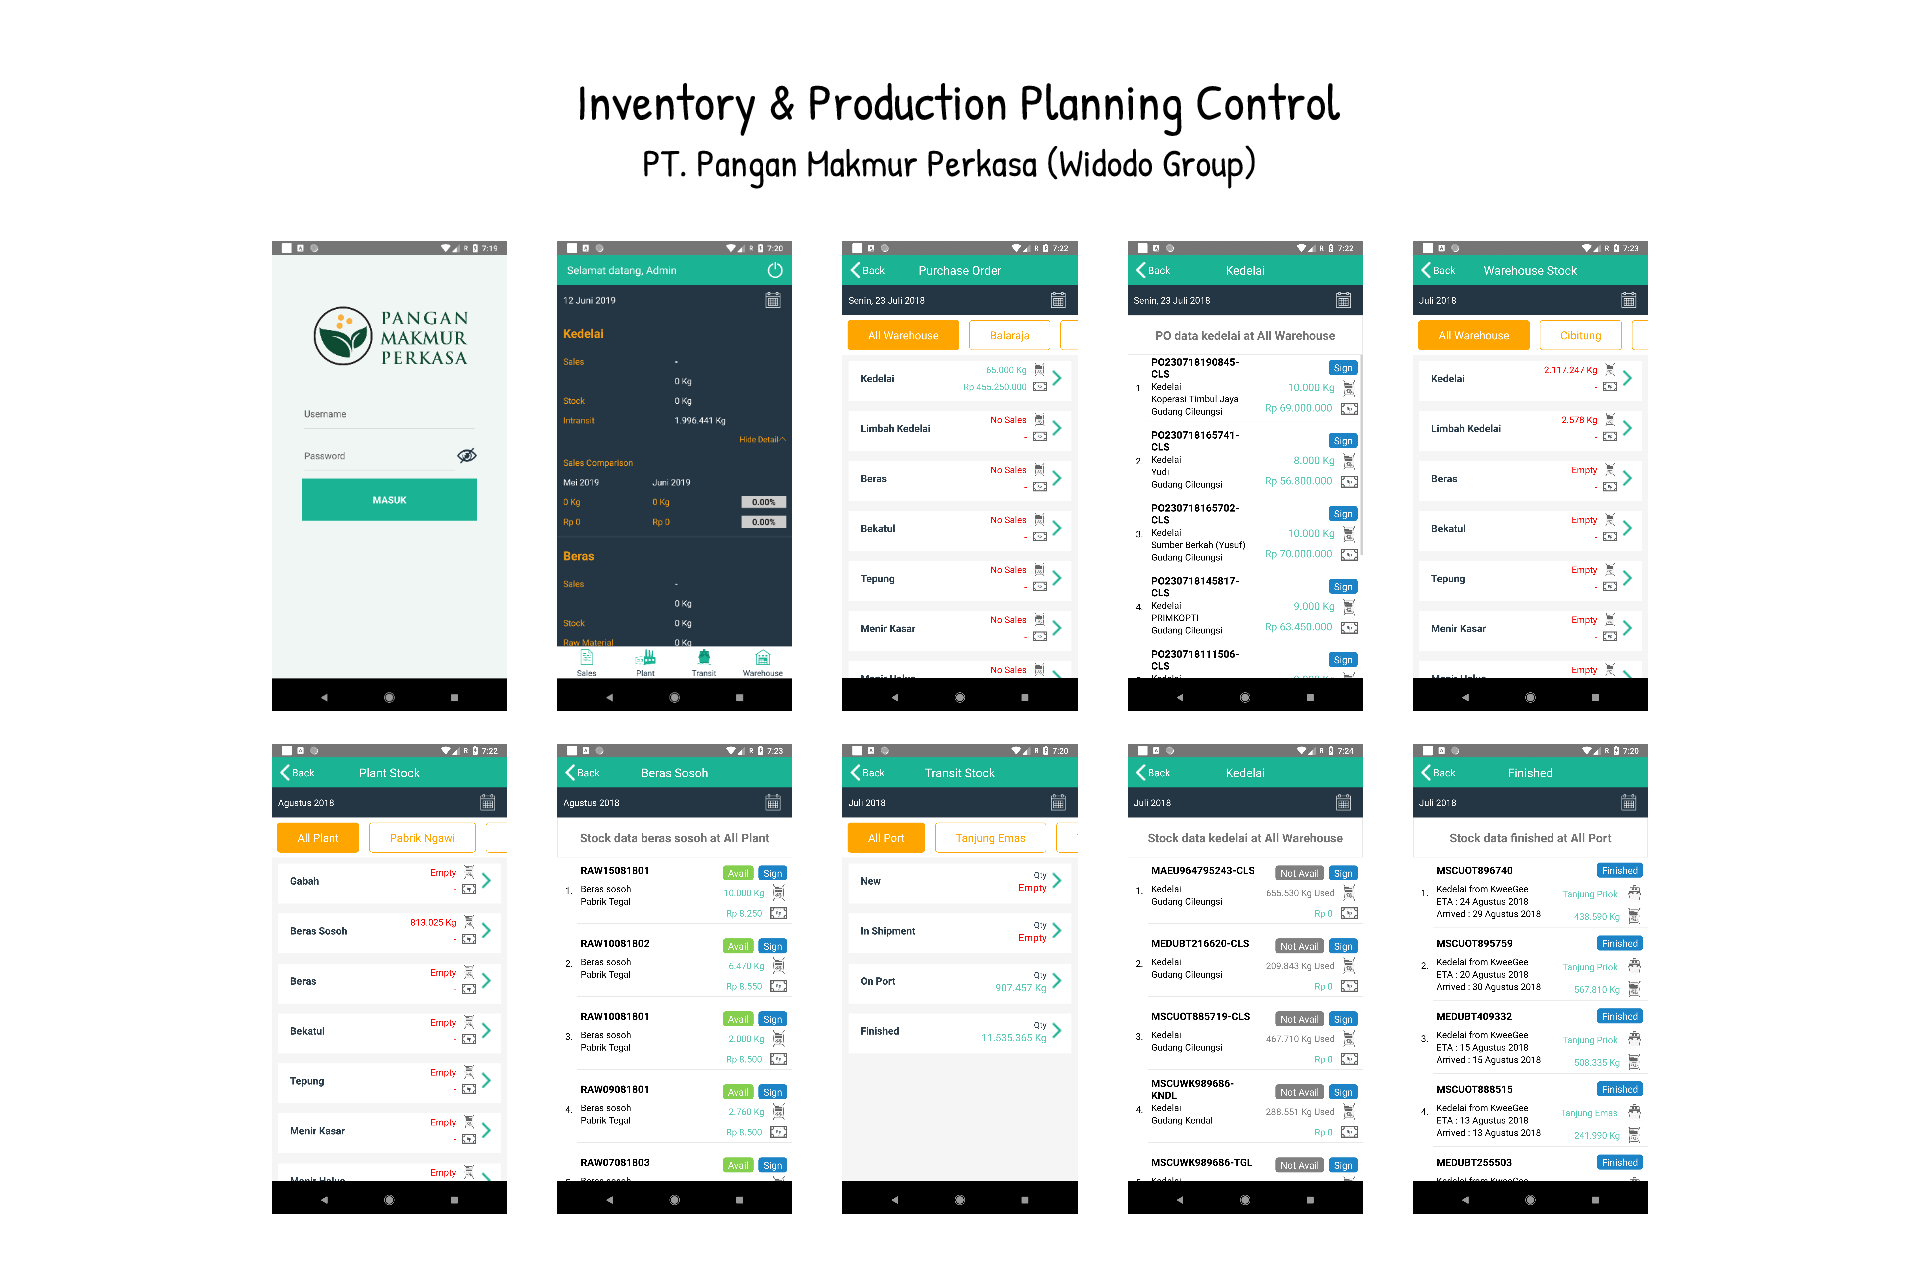 Inventory & Production Planning Control
PT. Pangan Makmur Perkasa (Widodo Group)
7:19
PANGAN
MAKMUR
PERKASA
Username
Password
MASUK
R 7:20
Selamat datang, Admin
12 Juni 2019
Kedelai
Sales -
0 Kg
Stock 0 Kg
Intransit 1.996.441 Kg
Hide Detail
Sales Comparison
Mei 2019 Juni 2019
0 Kg 0 Kg 0.00%
Rp 0 Rp 0 0.00%
Beras
Sales -
0 Kg
Stock 0 Kg
Raw Material 0 Kg
Sales Plant Transit Warehouse
R 7:22
Back Purchase Order
Senin, 23 Juli 2018
All Warehouse Balaraja
Kedelai 65.000 Kg
Rp 455.250.000
Limbah Kedelai No Sales
-
Beras No Sales
-
Bekatul No Sales
-
Tepung No Sales
-
Menir Kasar No Sales
-
Menir Halus No Sales
R 7:22
Back Kedelai
Senin, 23 Juli 2018
PO data kedelai at All Warehouse
PO230718190845-
CLS Sign
1. Kedelai 10.000 Kg
Koperasi Timbul Jaya
Gudang Cileungsi Rp 69.000.000
PO230718165741-
CLS Sign
2. Kedelai 8.000 Kg
Yudi
Gudang Cileungsi Rp 56.800.000
PO230718165702-
CLS Sign
3. Kedelai 10.000 Kg
Sumber Berkah (Yusuf)
Gudang Cileungsi Rp 70.000.000
PO230718145817-
CLS Sign
4. Kedelai 9.000 Kg
PRIMKOPTI
Gudang Cileungsi Rp 63.450.000
PO230718111506-
CLS Sign
R 7:23
Back Warehouse Stock
Juli 2018
All Warehouse Cibitung
Kedelai 2.117.247 Kg
-
Limbah Kedelai 2.578 Kg
-
Beras Empty
-
Bekatul Empty
-
Tepung Empty
-
Menir Kasar Empty
-
Menir Halus Empty
R 7:22
Back Plant Stock
Agustus 2018
All Plant Pabrik Ngawi
Gabah Empty
-
Beras Sosoh 813.025 Kg
-
Beras Empty
-
Bekatul Empty
-
Tepung Empty
-
Menir Kasar Empty
-
Menir Halus Empty
R 7:23
Back Beras Sosoh
Agustus 2018
Stock data beras sosoh at All Plant
RAW15081801 Avail Sign
1. Beras sosoh 10.000 Kg
Pabrik Tegal
Rp 8.250
RAW10081802 Avail Sign
2. Beras sosoh 6.470 Kg
Pabrik Tegal
Rp 8.550
RAW10081801 Avail Sign
3. Beras sosoh 2.000 Kg
Pabrik Tegal
Rp 8.500
RAW09081801 Avail Sign
4. Beras sosoh 2.760 Kg
Pabrik Tegal
Rp 8.500
RAW07081803 Avail Sign
R 7:20
Back Transit Stock
Juli 2018
All Port Tanjung Emas
New Qty
Empty
In Shipment Qty
Empty
On Port Qty
907.457 Kg
Finished Qty
11.535.365 Kg
R 7:24
Back Kedelai
Juli 2018
Stock data kedelai at All Warehouse
MAEU964795243-CLS Not Avail Sign
1. Kedelai 655.530 Kg Used
Gudang Cileungsi
Rp 0
MEDUBT216620-CLS Not Avail Sign
2. Kedelai 209.843 Kg Used
Gudang Cileungsi
Rp 0
MSCUOT885719-CLS Not Avail Sign
3. Kedelai 467.710 Kg Used
Gudang Cileungsi
Rp 0
MSCUWK989686-
KNDL Not Avail Sign
4. Kedelai 288.551 Kg Used
Gudang Kendal
Rp 0
MSCUWK989686-TGL Not Avail Sign
R 7:20
Back Finished
Juli 2018
Stock data finished at All Port
MSCUOT896740 Finished
1. Kedelai from KweeGee Tanjung Priok
ETA : 24 Agustus 2018
Arrived : 29 Agustus 2018 438.590 Kg
MSCUOT895759 Finished
2. Kedelai from KweeGee Tanjung Priok
ETA : 20 Agustus 2018
Arrived : 30 Agustus 2018 567.810 Kg
MEDUBT409332 Finished
3. Kedelai from KweeGee Tanjung Priok
ETA : 15 Agustus 2018
Arrived : 15 Agustus 2018 508.335 Kg
MSCUOT888515 Finished
4. Kedelai from KweeGee Tanjung Emas
ETA : 13 Agustus 2018
Arrived : 13 Agustus 2018 241.990 Kg
MEDUBT255503 Finished